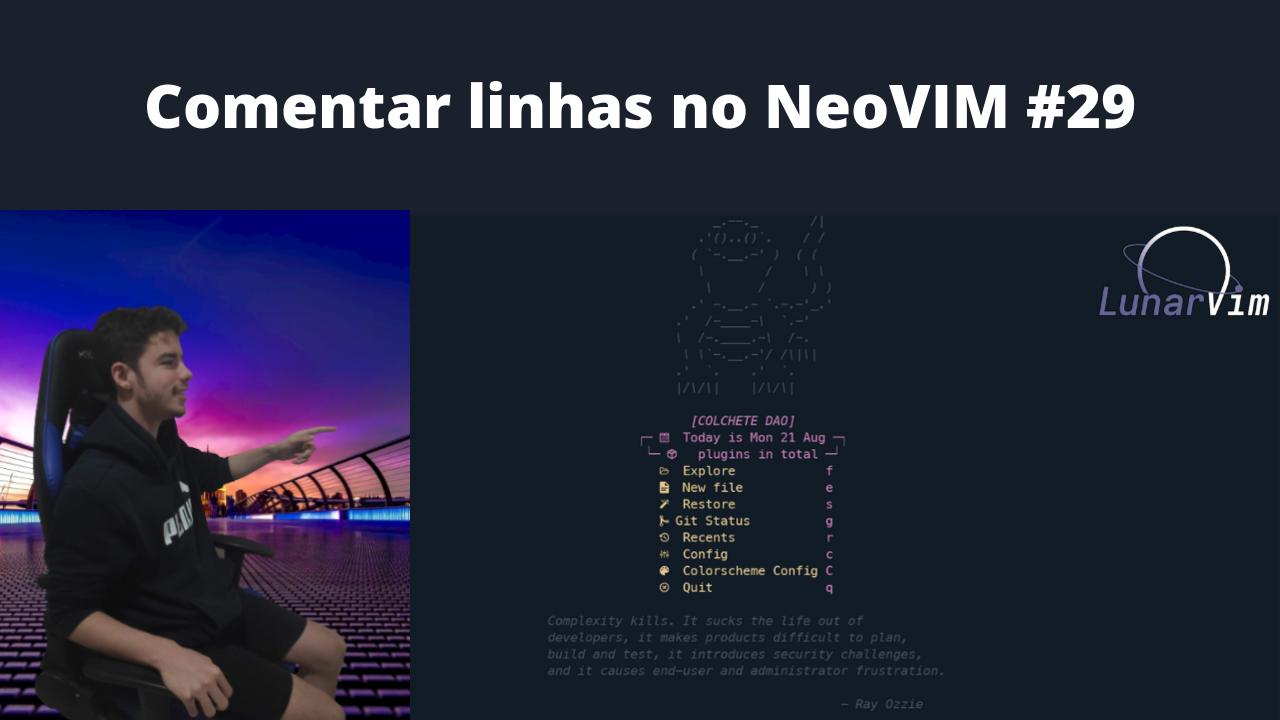 Comentar linhas no NeoVIM #29
LunarVim
[COLCHETE DAO]
Today is Mon 21 Aug
plugins in total
Explore f
New file e
Restore s
Git Status g
Recents r
Config c
Colorscheme Config C
Quit q
Complexity kills. It sucks the life out of
developers, it makes products difficult to plan,
build and test, it introduces security challenges,
and it causes end-user and administrator frustration.
— Ray Ozzie